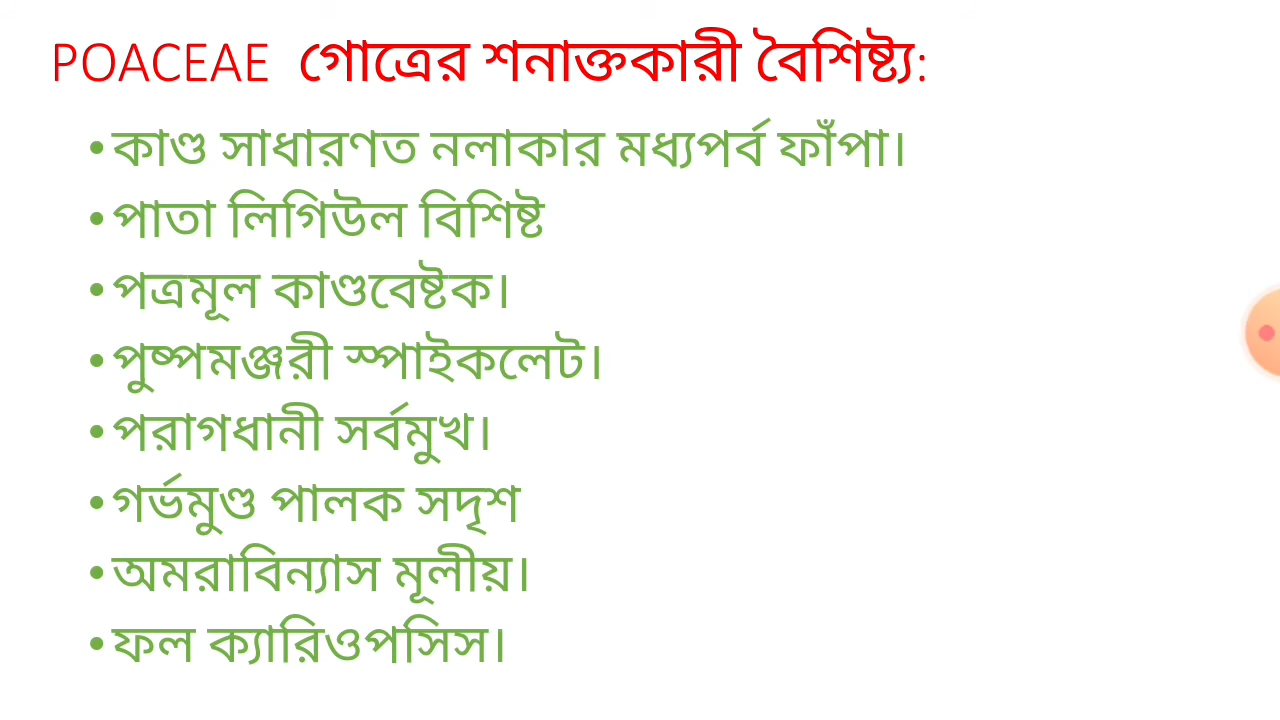 POACEAE গোত্রের শনাক্তকারী বৈশিষ্ট্য:
•কাণ্ড সাধারণত নলাকার মধ্যপর্ব ফাঁপা।
•পাতা লিগিউল বিশিষ্ট
•পত্রমূল কাণ্ডবেষ্টক।
•পুষ্পমঞ্জরী স্পাইকলেট।
•পরাগধানী সর্বমুখ।
•গর্ভমুণ্ড পালক সদৃশ
•অমরাবিন্যাস মূলীয়।
•ফল ক্যারিওপসিস।